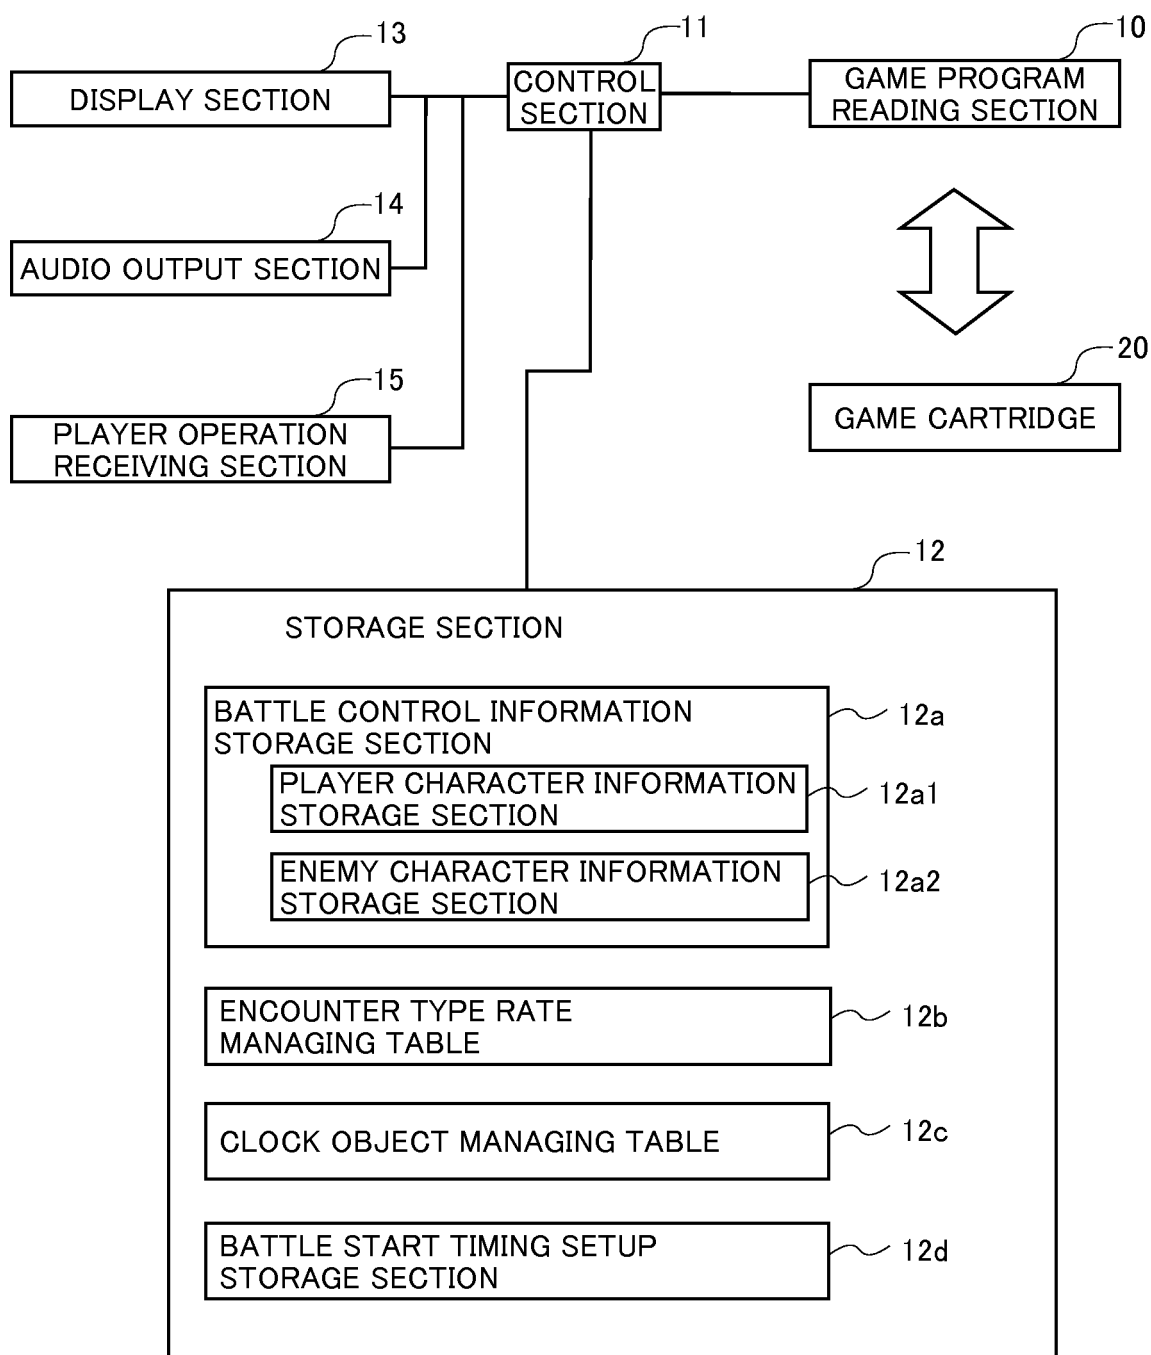 13
11
10
DISPLAY SECTION
CONTROL
SECTION
GAME PROGRAM
READING SECTION
14
AUDIO OUTPUT SECTION
20
GAME CARTRIDGE
15
PLAYER OPERATION
RECEIVING SECTION
12
STORAGE SECTION
BATTLE CONTROL INFORMATION
STORAGE SECTION
12a
PLAYER CHARACTER INFORMATION
STORAGE SECTION
12a1
ENEMY CHARACTER INFORMATION
STORAGE SECTION
12a2
ENCOUNTER TYPE RATE
MANAGING TABLE
12b
CLOCK OBJECT MANAGING TABLE
12c
BATTLE START TIMING SETUP
STORAGE SECTION
12d